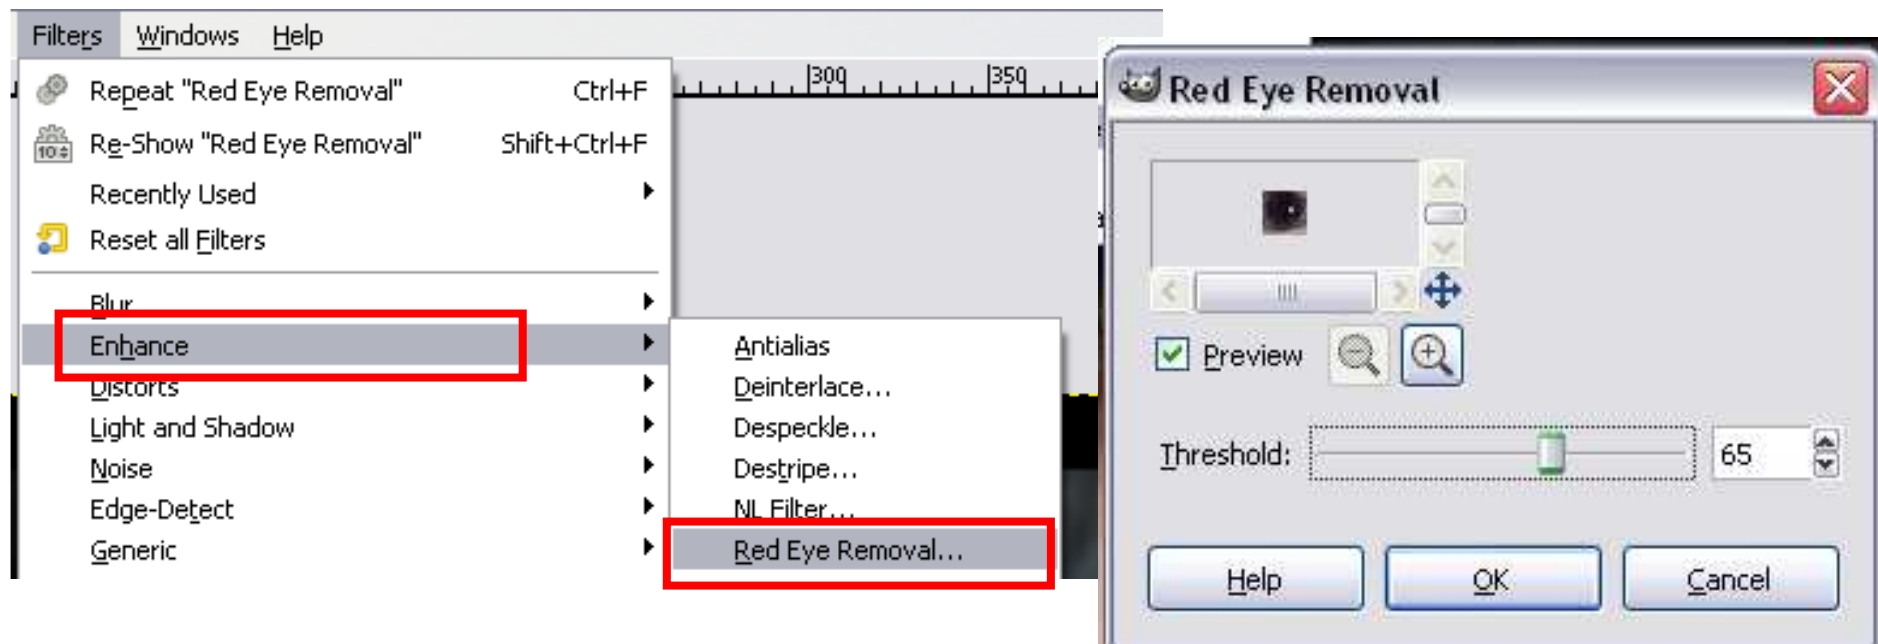 Filters Windows Help
Repeat "Red Eye Removal" Ctrl+F
Re-Show "Red Eye Removal" Shift+Ctrl+F
Recently Used
Reset all Filters
Blur
Enhance
Distorts
Light and Shadow
Noise
Edge-Detect
Generic
Antialias
Deinterlace...
Despeckle...
Destripe...
NL Filter...
Red Eye Removal...
300 350
Red Eye Removal
Preview
Threshold: 65
Help OK Cancel